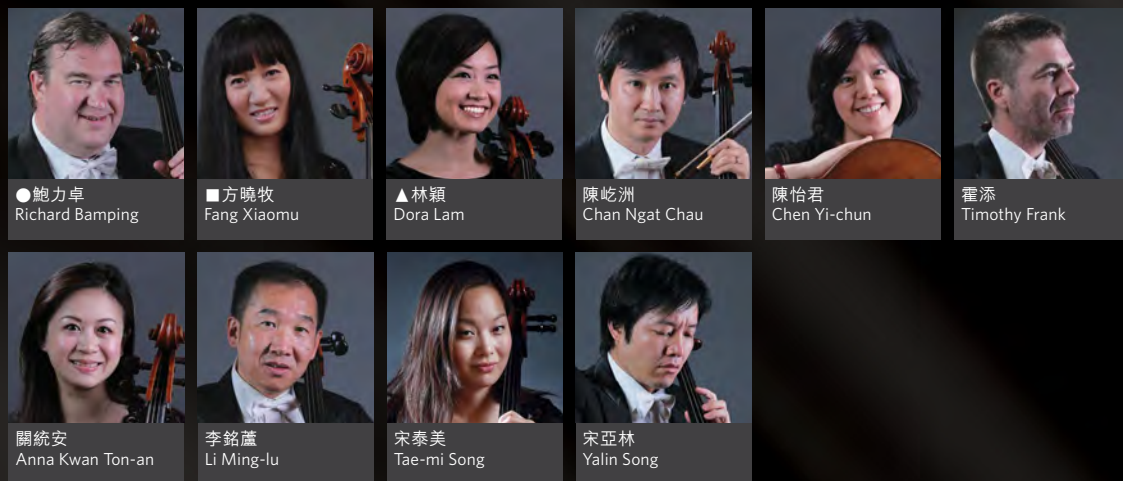 ●鮑力卓
Richard Bamping
■方曉牧
Fang Xiaomu
▲林穎
Dora Lam
陳屹洲
Chan Ngat Chau
陳怡君
Chen Yi-chun
霍添
Timothy Frank
關統安
Anna Kwan Ton-an
李銘蘆
Li Ming-lu
宋泰美
Tae-mi Song
宋亞林
Yalin Song